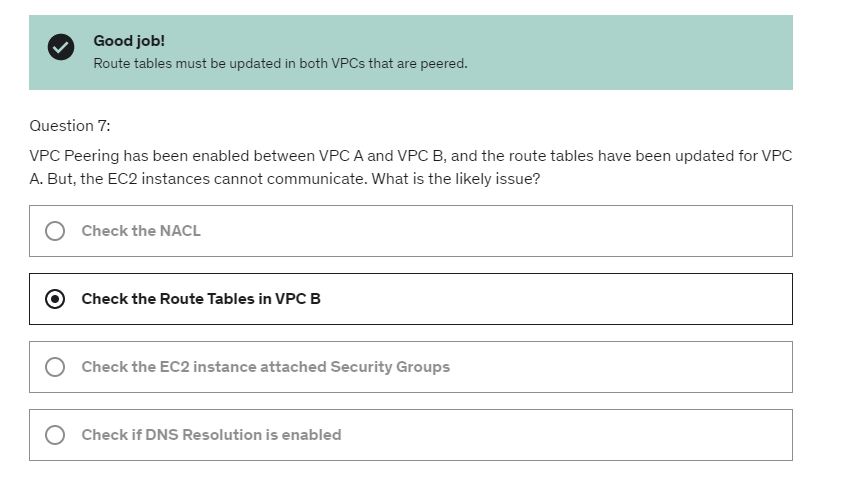 Good job!
Route tables must be updated in both VPCs that are peered.
Question 7:
VPC Peering has been enabled between VPC A and VPC B, and the route tables have been updated for VPC
A. But, the EC2 instances cannot communicate. What is the likely issue?
Check the NACL
Check the Route Tables in VPC B
Check the EC2 instance attached Security Groups
Check if DNS Resolution is enabled